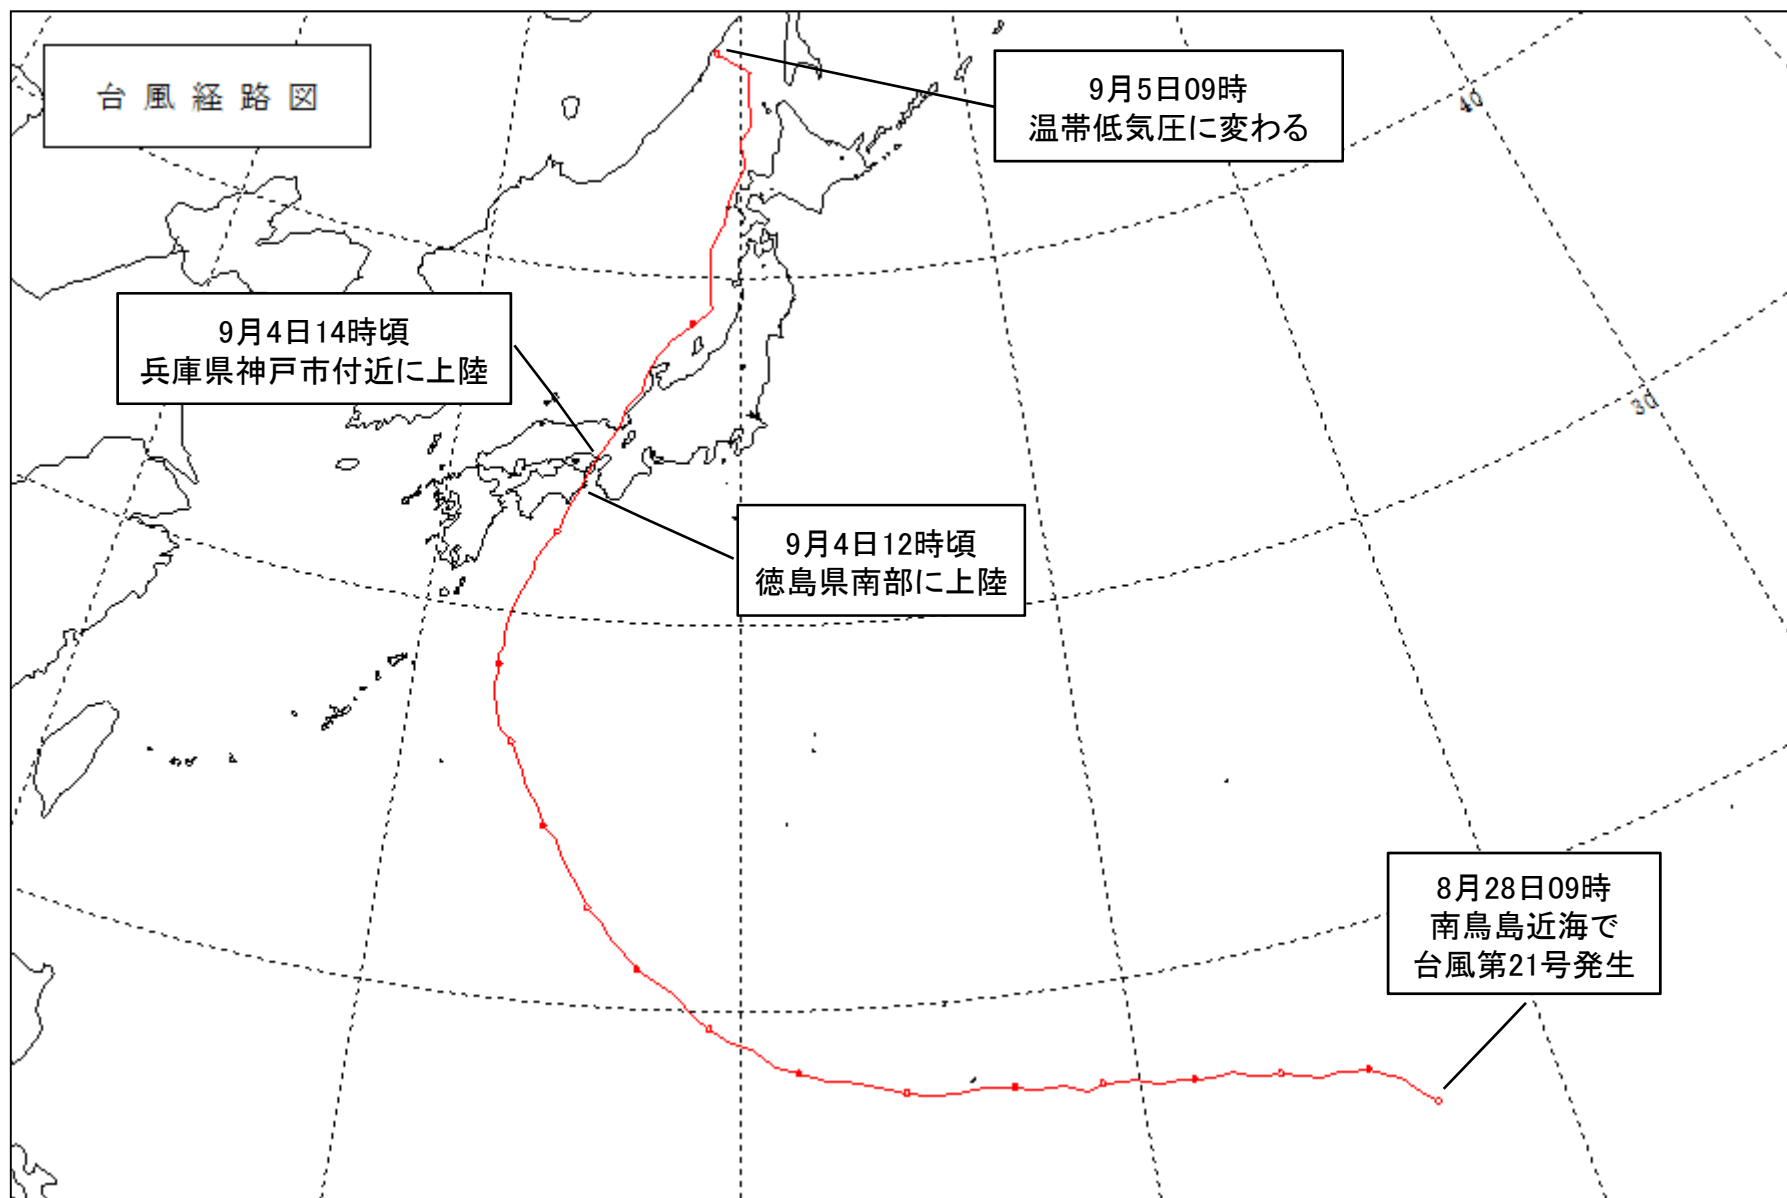 台風経路図
9月5日09時
温帯低気圧に変わる
40
9月4日14時頃
兵庫県神戸市付近に上陸
30
9月4日12時頃
徳島県南部に上陸
8月28日09時
南鳥島近海で
台風第21号発生